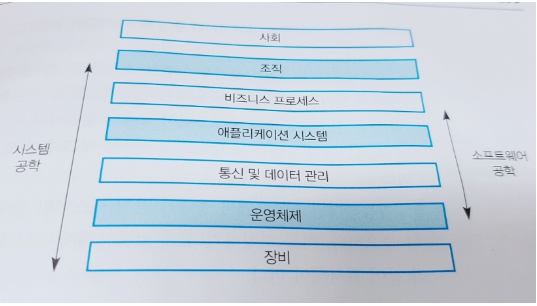 사회
조직
비즈니스 프로세스
애플리케이션 시스템
통신 및 데이터 관리
운영체제
장비
시스템
공학
소프트웨어
공학